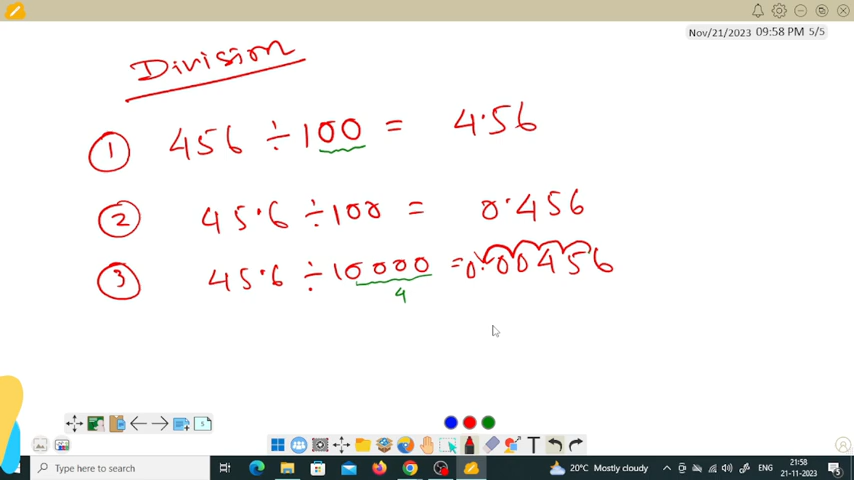 Nov/21/2023 09:58 PM 5/5
Division
1 456 ÷ 100 = 4.56
2 45.6 ÷ 100 = 0.456
3 45.6 ÷ 10000 = 0.00456
4
5
T
Type here to search
20°C Mostly cloudy
ENG
21:58
21-11-2023
5